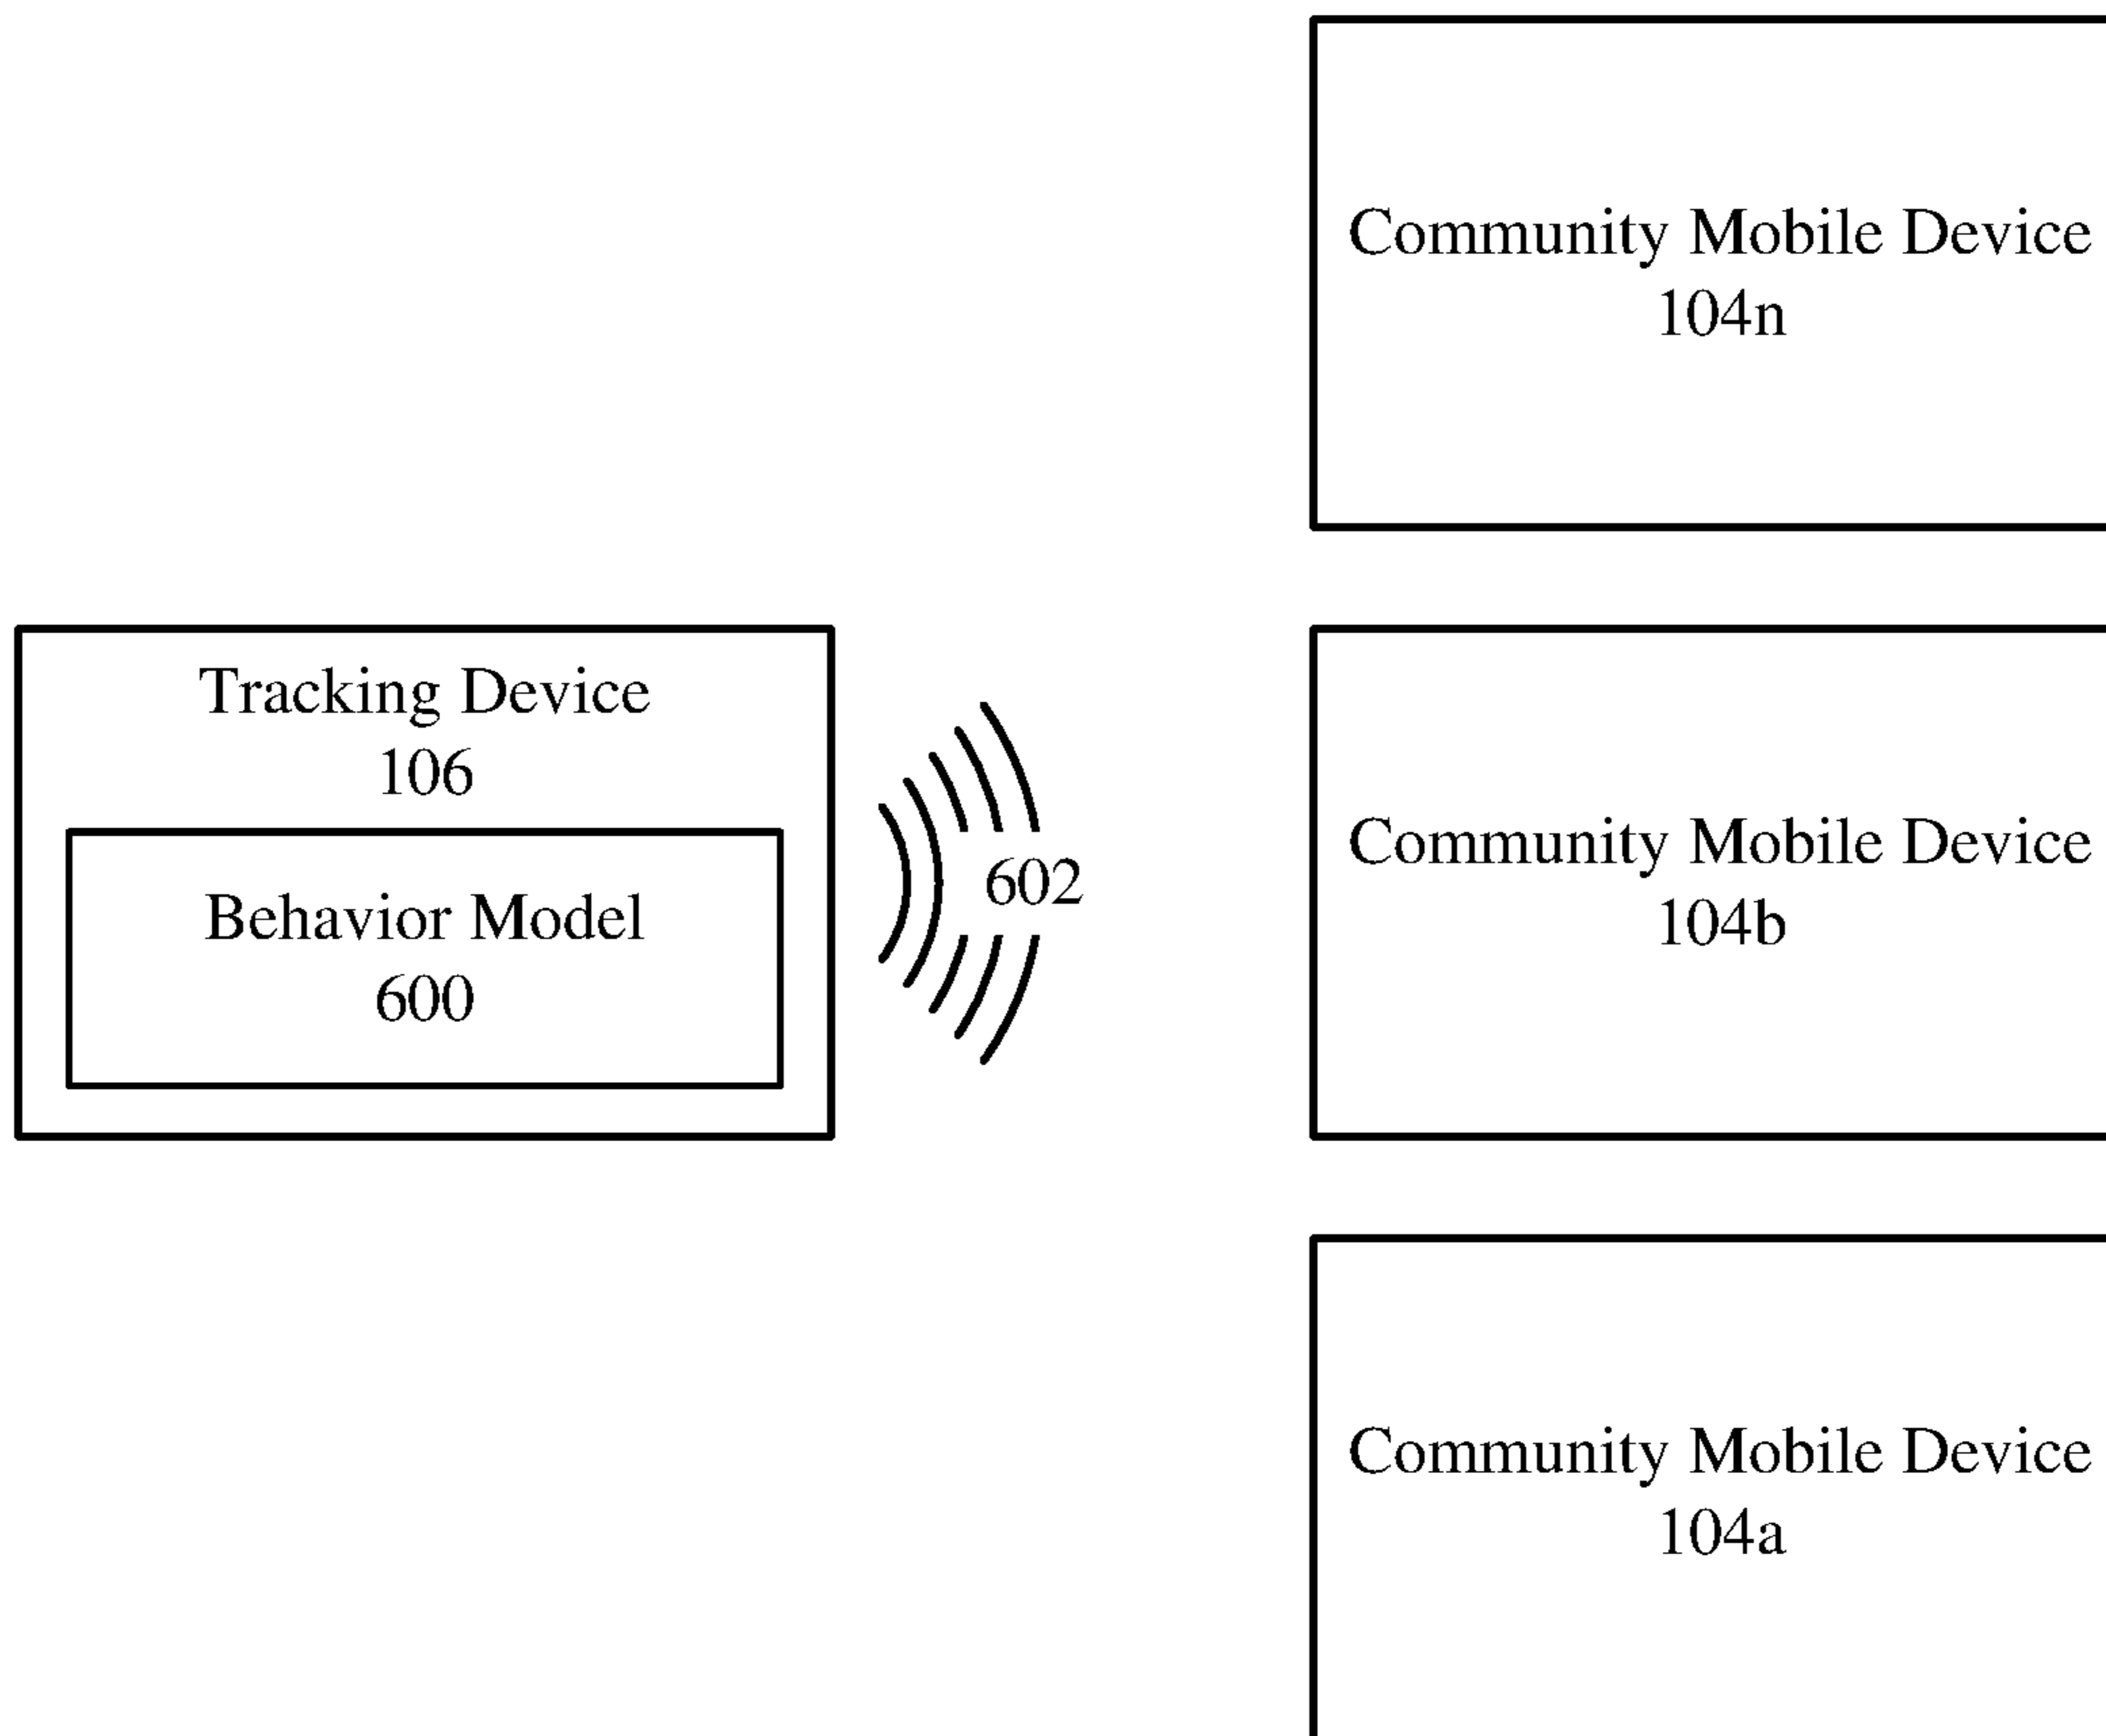 Community Mobile Device
104n
Tracking Device
106
Behavior Model
600
602
Community Mobile Device
104b
Community Mobile Device
104a